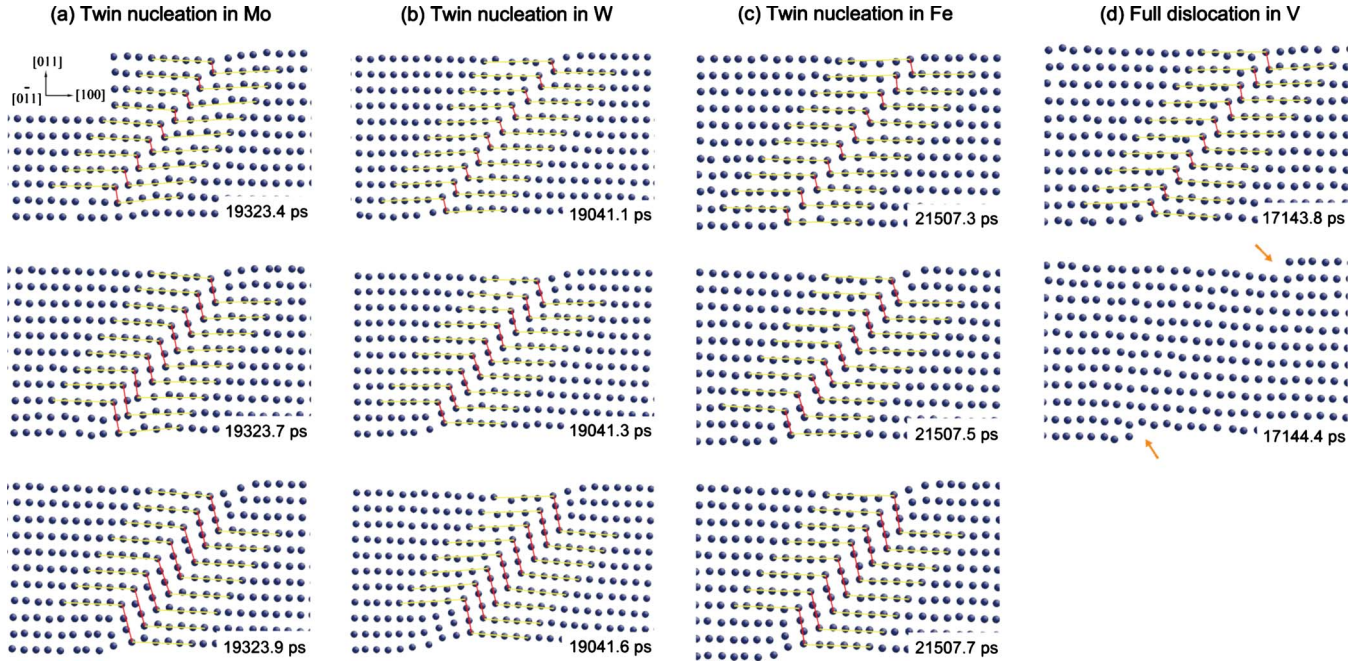 (a) Twin nucleation in Mo
(b) Twin nucleation in W
(c) Twin nucleation in Fe
(d) Full dislocation in V
[011]
[01̄1] [100]
19323.4 ps
19041.1 ps
21507.3 ps
17143.8 ps
19323.7 ps
19041.3 ps
21507.5 ps
17144.4 ps
19323.9 ps
19041.6 ps
21507.7 ps